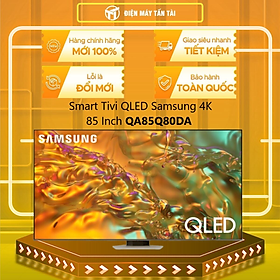 ĐIỆN MÁY TẤN TÀI
Hàng chính hãng
MỚI 100%
Giao siêu nhanh
TIẾT KIỆM
Lỗi là
ĐỔI MỚI
Bảo hành
TOÀN QUỐC
Smart Tivi QLED Samsung 4K
85 Inch QA85Q80DA
SAMSUNG
QLED